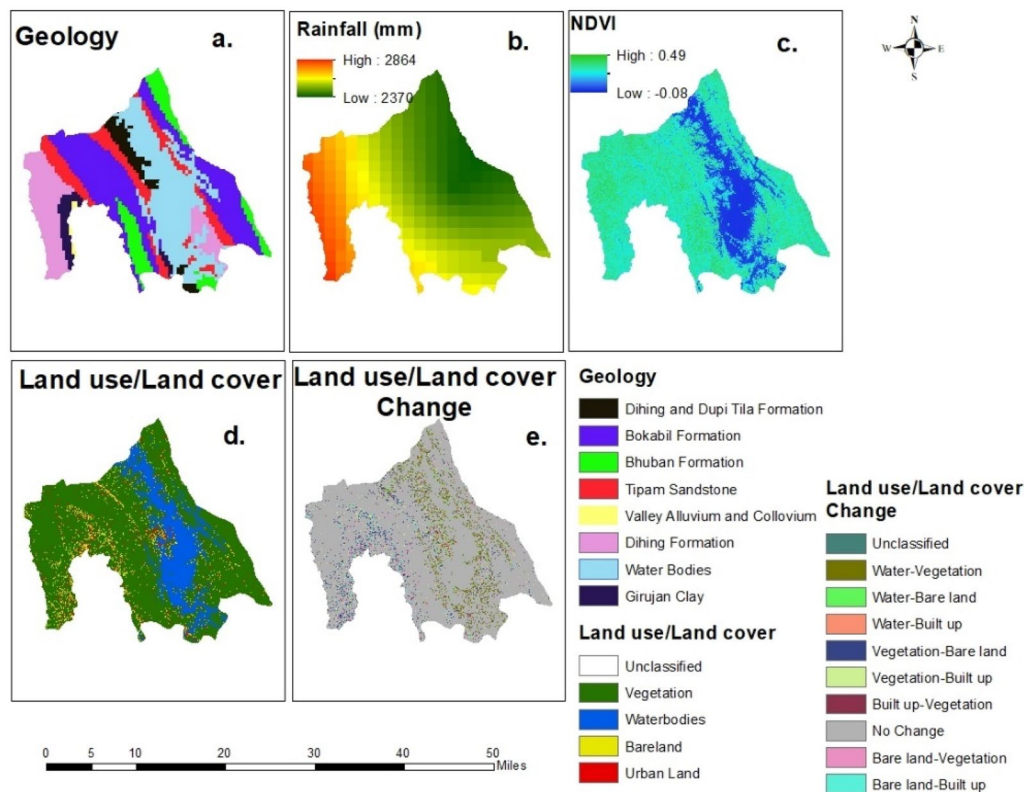 Geology
a.
Rainfall (mm)
High : 2864
Low : 2370
b.
NDVI
High : 0.49
Low : -0.08
c.
N
W
E
S
Land use/Land cover
d.
Land use/Land cover
Change
e.
Geology
Dihing and Dupi Tila Formation
Bokabil Formation
Bhuban Formation
Tipam Sandstone
Valley Alluvium and Collovium
Dihing Formation
Water Bodies
Girujan Clay
Land use/Land cover
Unclassified
Vegetation
Waterbodies
Bareland
Urban Land
Land use/Land cover
Change
Unclassified
Water-Vegetation
Water-Bare land
Water-Built up
Vegetation-Bare land
Vegetation-Built up
Built up-Vegetation
No Change
Bare land-Vegetation
Bare land-Built up
0 5 10 20 30 40 50
Miles